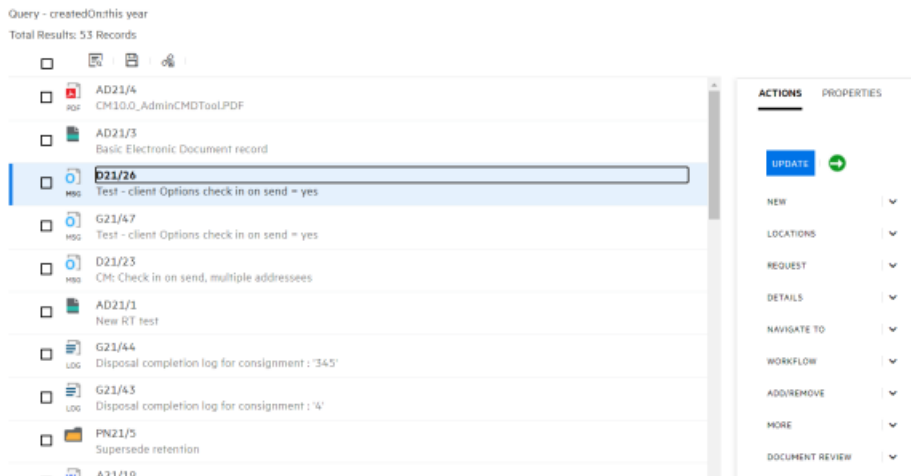 Query - createdOn:this year
Total Results: 53 Records
AD21/4
PDF
CM10.0_AdminCMDTool.PDF
AD21/3
Basic Electronic Document record
D21/26
MSG
Test - client Options check in on send = yes
G21/47
MSG
Test - client Options check in on send = yes
D21/23
MSG
CM: Check in on send, multiple addressees
AD21/1
New RT test
G21/44
LOG
Disposal completion log for consignment : '345'
G21/43
LOG
Disposal completion log for consignment : '4'
PN21/5
Supersede retention
A21/19
ACTIONS PROPERTIES
UPDATE
NEW
LOCATIONS
REQUEST
DETAILS
NAVIGATE TO
WORKFLOW
ADD/REMOVE
MORE
DOCUMENT REVIEW